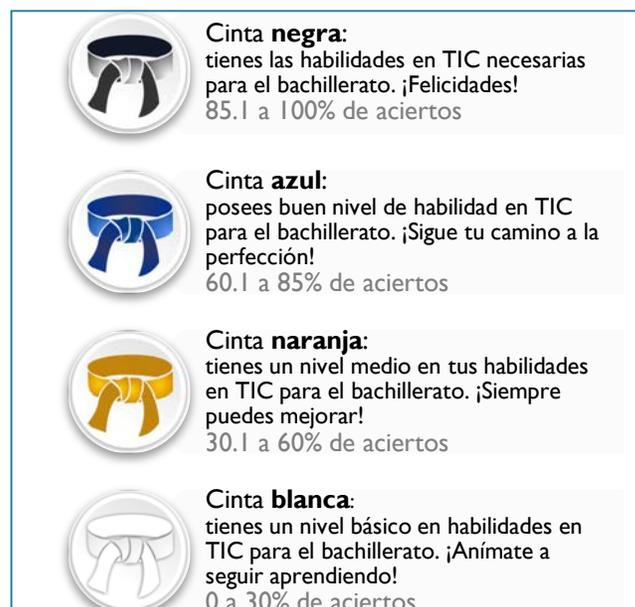 Cinta negra:
tienes las habilidades en TIC necesarias
para el bachillerato. ¡Felicidades!
85.1 a 100% de aciertos
Cinta azul:
posees buen nivel de habilidad en TIC
para el bachillerato. ¡Sigue tu camino a la
perfección!
60.1 a 85% de aciertos
Cinta naranja:
tienes un nivel medio en tus habilidades
en TIC para el bachillerato. ¡Siempre
puedes mejorar!
30.1 a 60% de aciertos
Cinta blanca:
tienes un nivel básico en habilidades en
TIC para el bachillerato. ¡Anímate a
seguir aprendiendo!
0 a 30% de aciertos